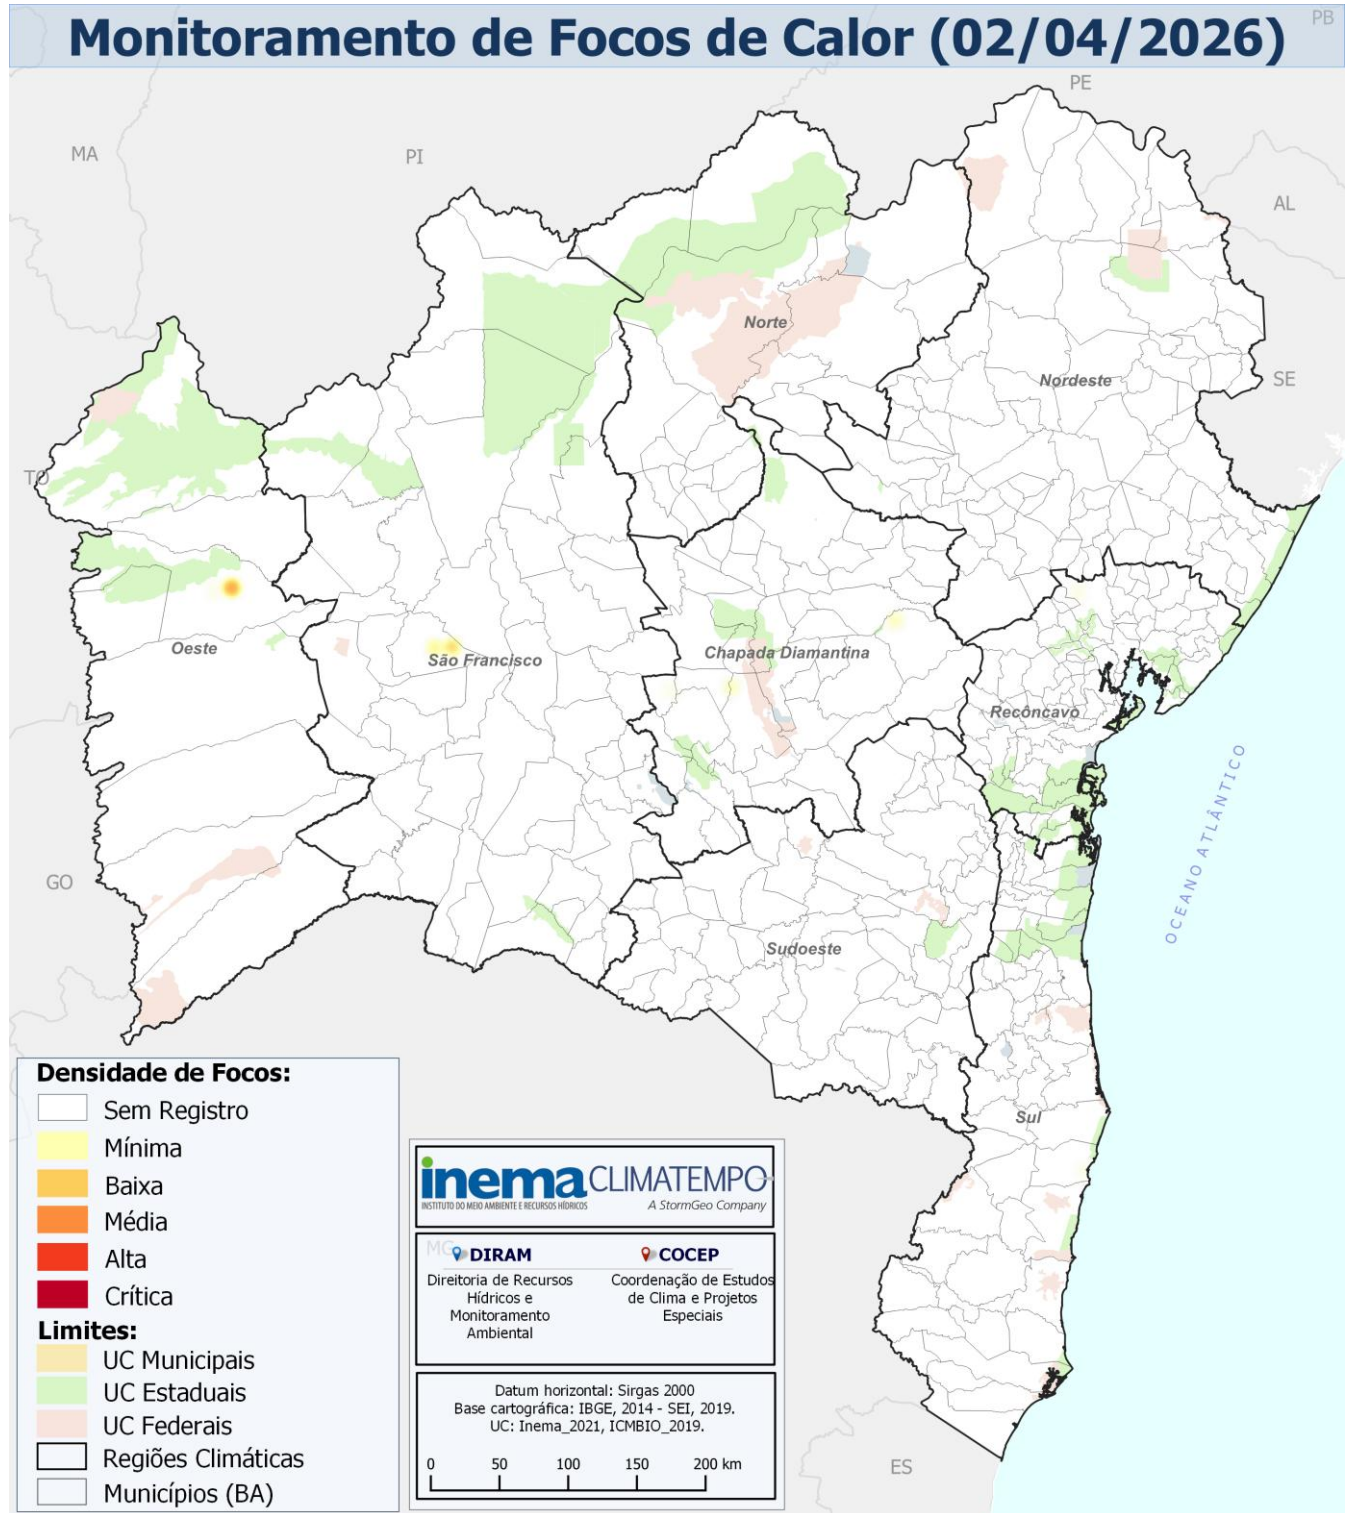 Monitoramento de Focos de Calor (02/04/2026)
PB
PE
MA
PI
AL
Norte
Nordeste
SE
TO
Oeste
São Francisco
Chapada Diamantina
Recôncavo
OCEANO ATLÂNTICO
GO
Sudoeste
Sul
Densidade de Focos:
Sem Registro
Mínima
Baixa
Média
Alta
Crítica
Limites:
UC Municipais
UC Estaduais
UC Federais
Regiões Climáticas
Municípios (BA)
inema
INSTITUTO DO MEIO AMBIENTE E RECURSOS HÍDRICOS
CLIMATEMPO
A StormGeo Company
MG
DIRAM
Direitoria de Recursos
Hídricos e
Monitoramento
Ambiental
COCEP
Coordenação de Estudos
de Clima e Projetos
Especiais
Datum horizontal: Sirgas 2000
Base cartográfica: IBGE, 2014 - SEI, 2019.
UC: Inema_2021, ICMBIO_2019.
0 50 100 150 200 km
ES